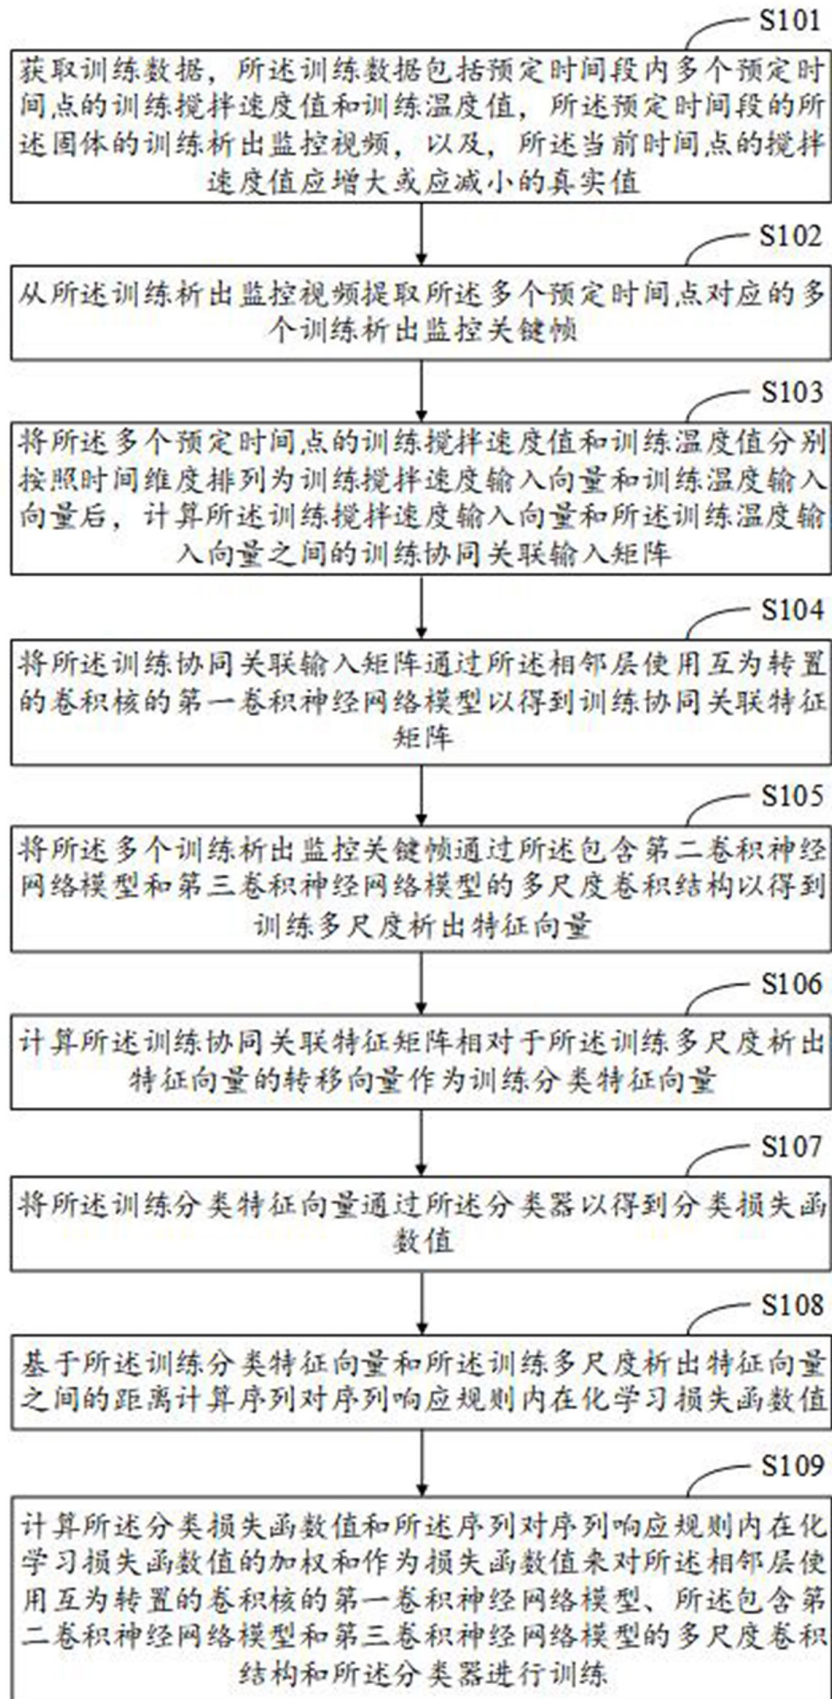 S101
获取训练数据，所述训练数据包括预定时间段内多个预定时
间点的训练搅拌速度值和训练温度值，所述预定时间段的所
述固体的训练析出监控视频，以及，所述当前时间点的搅拌
速度值应增大或应减小的真实值
S102
从所述训练析出监控视频提取所述多个预定时间点对应的多
个训练析出监控关键帧
S103
将所述多个预定时间点的训练搅拌速度值和训练温度值分别
按照时间维度排列为训练搅拌速度输入向量和训练温度输入
向量后，计算所述训练搅拌速度输入向量和所述训练温度输
入向量之间的训练协同关联输入矩阵
S104
将所述训练协同关联输入矩阵通过所述相邻层使用互为转置
的卷积核的第一卷积神经网络模型以得到训练协同关联特征
矩阵
S105
将所述多个训练析出监控关键帧通过所述包含第二卷积神经
网络模型和第三卷积神经网络模型的多尺度卷积结构以得到
训练多尺度析出特征向量
S106
计算所述训练协同关联特征矩阵相对于所述训练多尺度析出
特征向量的转移向量作为训练分类特征向量
S107
将所述训练分类特征向量通过所述分类器以得到分类损失函
数值
S108
基于所述训练分类特征向量和所述训练多尺度析出特征向量
之间的距离计算序列对序列响应规则内在化学习损失函数值
S109
计算所述分类损失函数值和所述序列对序列响应规则内在化
学习损失函数值的加权和作为损失函数值来对所述相邻层使
用互为转置的卷积核的第一卷积神经网络模型、所述包含第
二卷积神经网络模型和第三卷积神经网络模型的多尺度卷积
结构和所述分类器进行训练